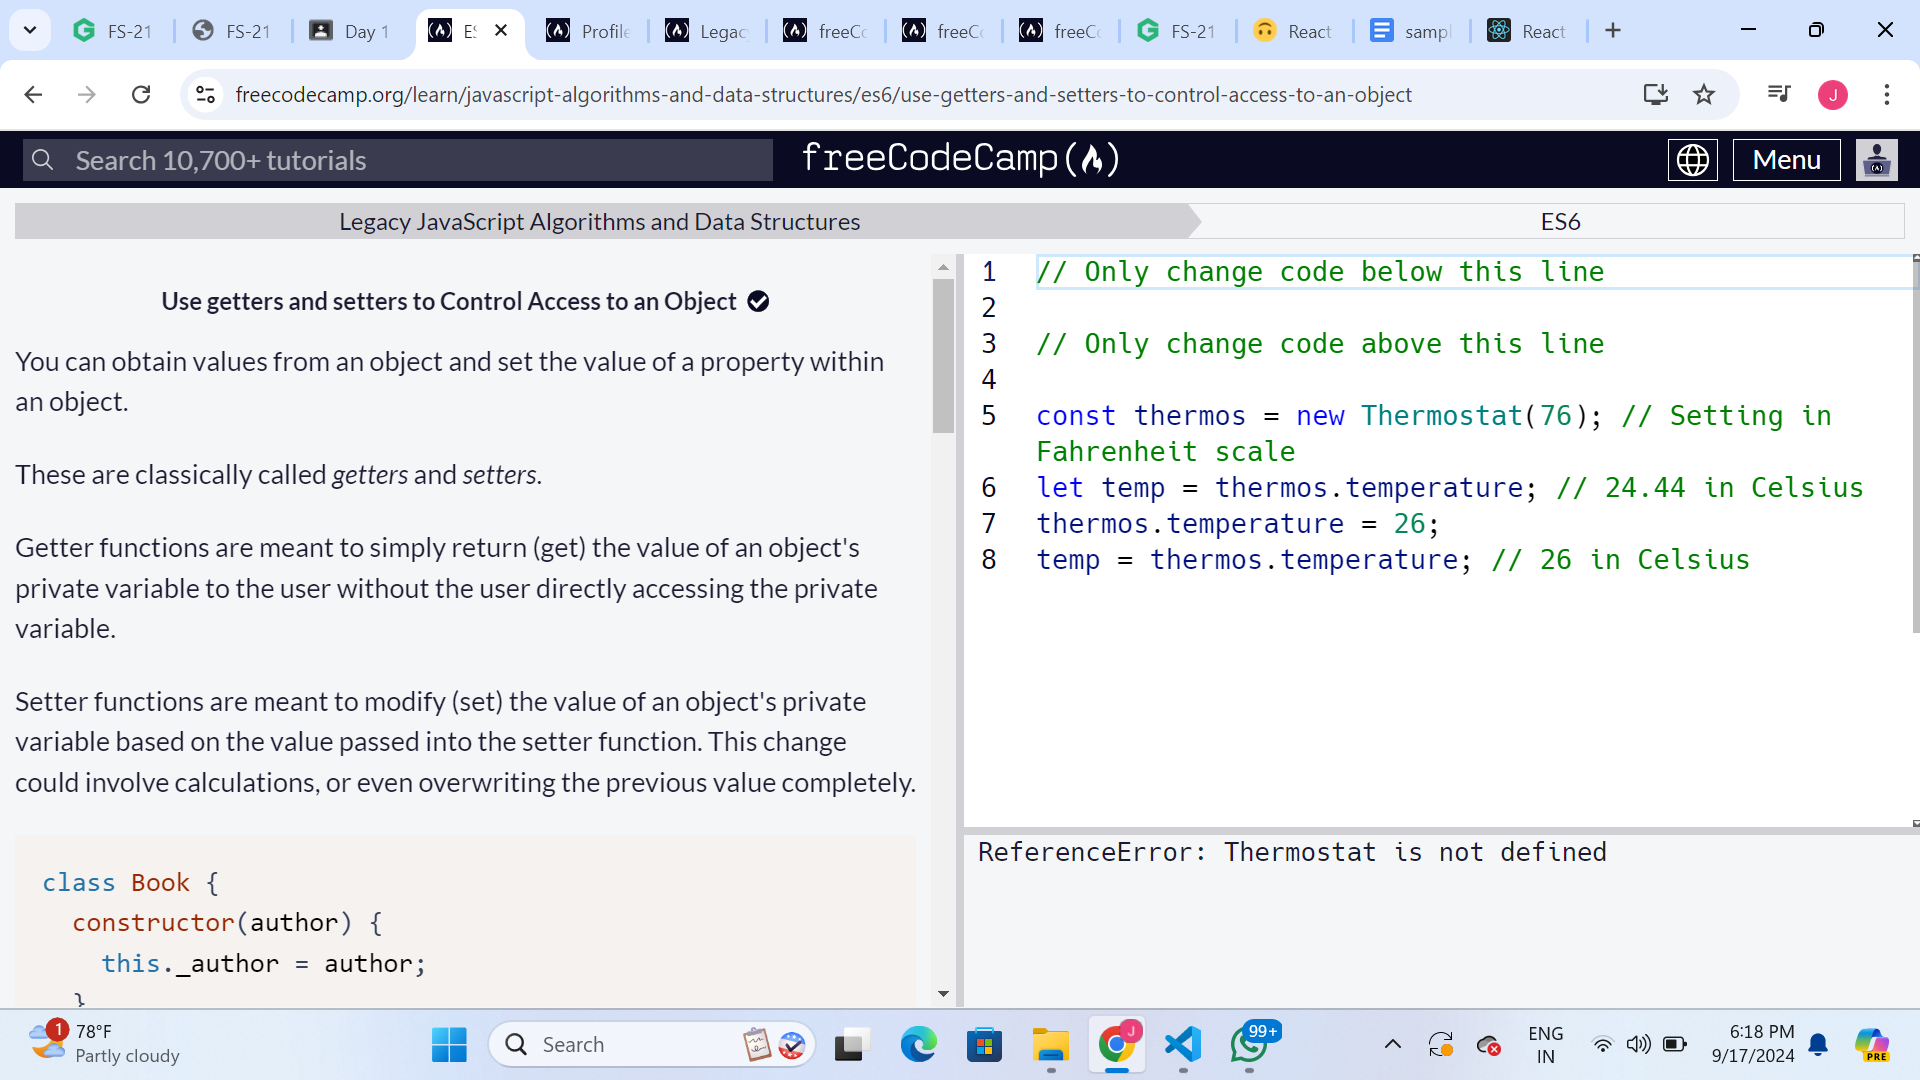 FS-21
FS-21
Day 1
ES
Profile
Legac
freeCo
freeCo
freeCo
FS-21
React
sampl
React
freecodecamp.org/learn/javascript-algorithms-and-data-structures/es6/use-getters-and-setters-to-control-access-to-an-object
J
Search 10,700+ tutorials
freeCodeCamp(🔥)
Menu
Legacy JavaScript Algorithms and Data Structures
ES6
Use getters and setters to Control Access to an Object
You can obtain values from an object and set the value of a property within
an object.
These are classically called getters and setters.
Getter functions are meant to simply return (get) the value of an object's
private variable to the user without the user directly accessing the private
variable.
Setter functions are meant to modify (set) the value of an object's private
variable based on the value passed into the setter function. This change
could involve calculations, or even overwriting the previous value completely.
class Book {
constructor(author) {
this._author = author;
}
1 // Only change code below this line
2
3 // Only change code above this line
4
5 const thermos = new Thermostat(76); // Setting in
Fahrenheit scale
6 let temp = thermos.temperature; // 24.44 in Celsius
7 thermos.temperature = 26;
8 temp = thermos.temperature; // 26 in Celsius
ReferenceError: Thermostat is not defined
1
78°F
Partly cloudy
Search
J
99+
ENG
IN
6:18 PM
9/17/2024
PRE